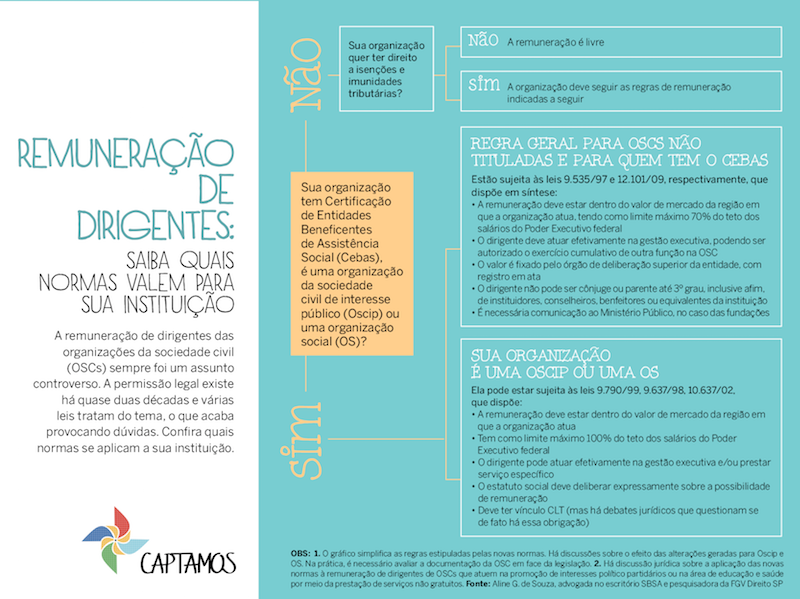 REMUNERAÇÃO
DE
DIRIGENTES:
SAIBA QUAIS
NORMAS VALEM PARA
SUA INSTITUIÇÃO
A remuneração de dirigentes das
organizações da sociedade civil
(OSCs) sempre foi um assunto
controverso. A permissão legal existe
há quase duas décadas e várias
leis tratam do tema, o que acaba
provocando dúvidas. Confira quais
normas se aplicam a sua instituição.
CAPTAMOS
Não
Sua organização
quer ter direito
a isenções e
imunidades
tributárias?
não
A remuneração é livre
sim
A organização deve seguir as regras de remuneração
indicadas a seguir
Sua organização
tem Certificação
de Entidades
Beneficentes
de Assistência
Social (Cebas),
é uma organização
da sociedade
civil de interesse
público (Oscip) ou
uma organização
social (OS)?
sim
REGRA GERAL PARA OSCS NÃO
TITULADAS E PARA QUEM TEM O CEBAS
Estão sujeita às leis 9.535/97 e 12.101/09, respectivamente, que
dispõe em síntese:
• A remuneração deve estar dentro do valor de mercado da região em
que a organização atua, tendo como limite máximo 70% do teto dos
salários do Poder Executivo federal
• O dirigente deve atuar efetivamente na gestão executiva, podendo ser
autorizado o exercício cumulativo de outra função na OSC
• O valor é fixado pelo órgão de deliberação superior da entidade, com
registro em ata
• O dirigente não pode ser cônjuge ou parente até 3º grau, inclusive afim,
de instituidores, conselheiros, benfeitores ou equivalentes da instituição
• É necessária comunicação ao Ministério Público, no caso das fundações
SUA ORGANIZAÇÃO
É UMA OSCIP OU UMA OS
Ela pode estar sujeita às leis 9.790/99, 9.637/98, 10.637/02,
que dispõe:
• A remuneração deve estar dentro do valor de mercado da região em
que a organização atua
• Tem como limite máximo 100% do teto dos salários do Poder
Executivo federal
• O dirigente pode atuar efetivamente na gestão executiva e/ou prestar
serviço específico
• O estatuto social deve deliberar expressamente sobre a possibilidade
de remuneração
• Deve ter vínculo CLT (mas há debates jurídicos que questionam se
de fato há essa obrigação)
OBS: 1. O gráfico simplifica as regras estipuladas pelas novas normas. Há discussões sobre o efeito das alterações geradas para Oscip e
OS. Na prática, é necessário avaliar a documentação da OSC em face da legislação. 2. Há discussão jurídica sobre a aplicação das novas
normas à remuneração de dirigentes de OSCs que atuem na promoção de interesses político partidários ou na área de educação e saúde
por meio da prestação de serviços não gratuitos. Fonte: Aline G. de Souza, advogada no escritório SBSA e pesquisadora da FGV Direito SP